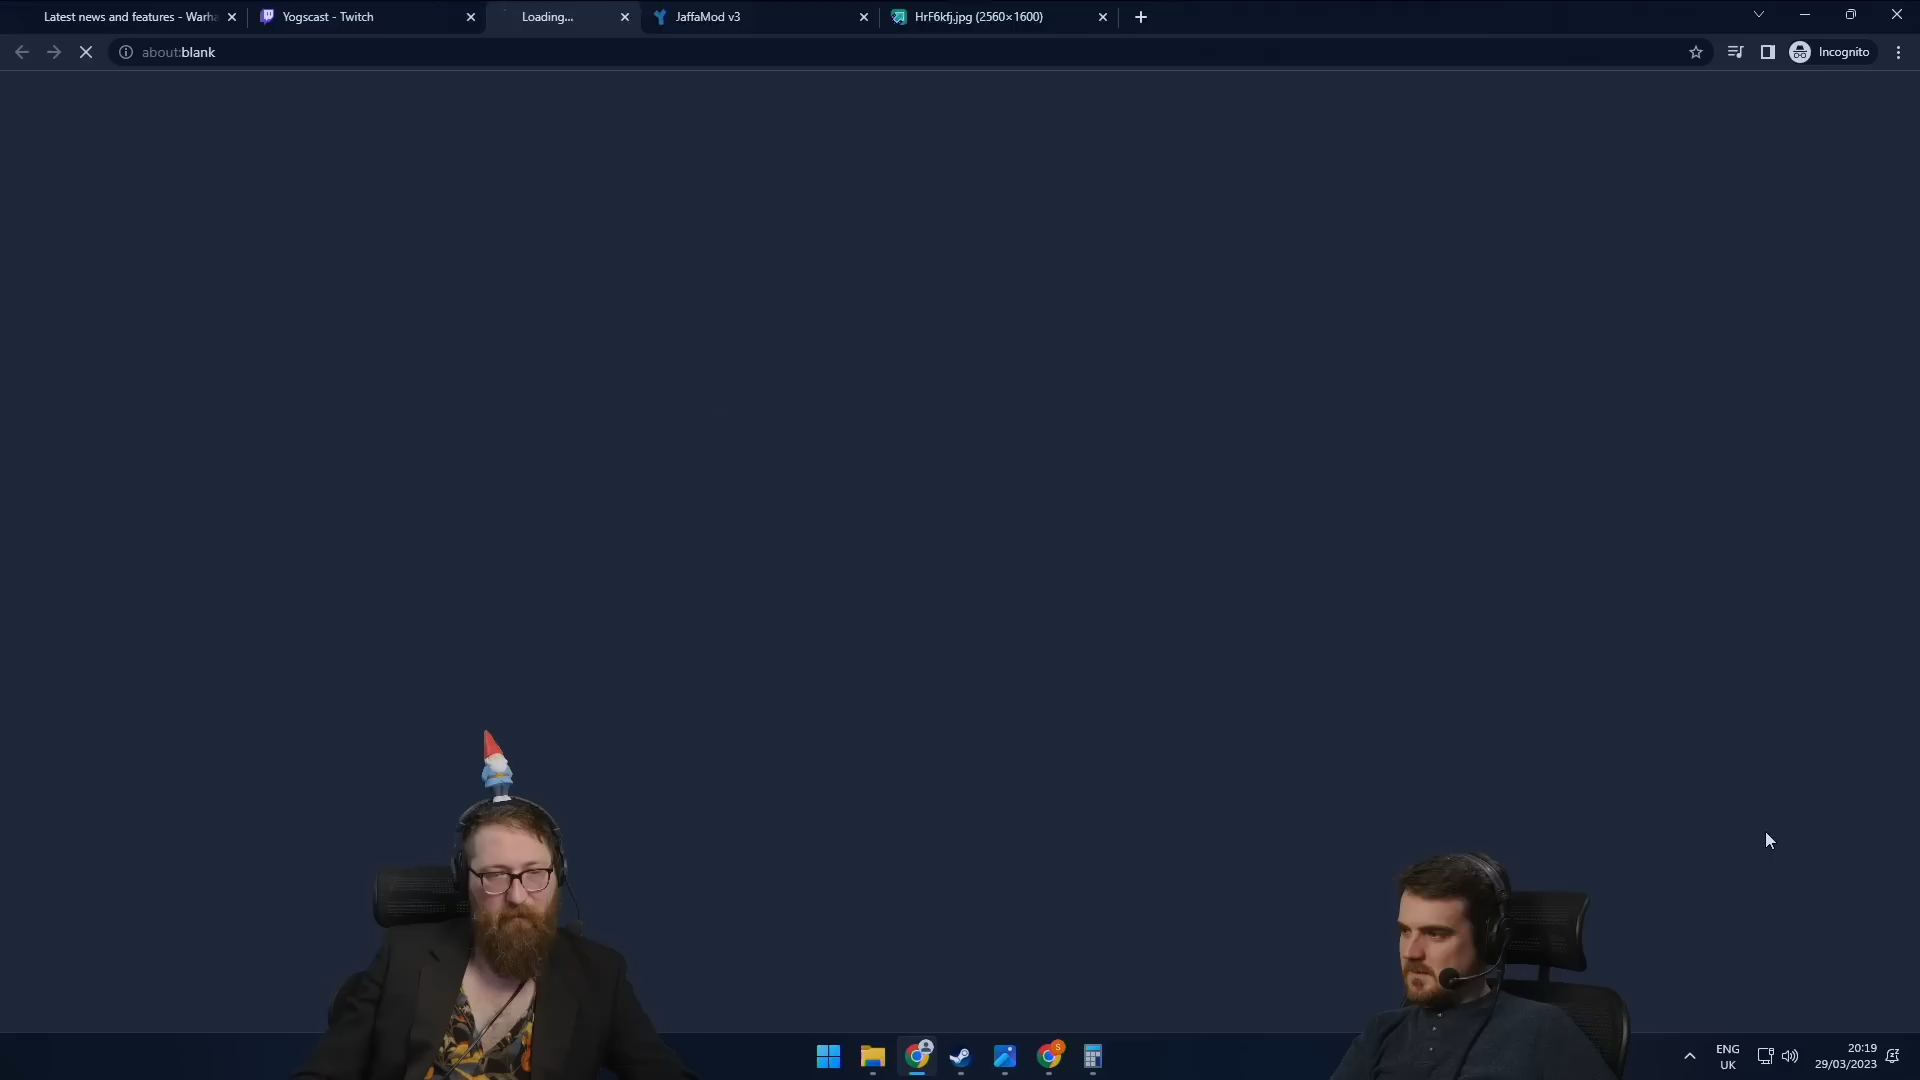 Latest news and features - Warha
Yogscast - Twitch
Loading...
JaffaMod v3
HrF6kfj.jpg (2560×1600)
about:blank
Incognito
S
ENG
UK
20:19
29/03/2023